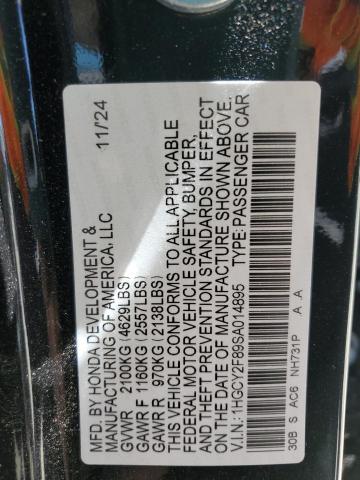 MFD. BY HONDA DEVELOPMENT &
MANUFACTURING OF AMERICA, LLC 11/'24
GVWR 2100KG (4629LBS)
GAWR F 1160KG (2557LBS)
GAWR R 970KG (2138LBS)
THIS VEHICLE CONFORMS TO ALL APPLICABLE
FEDERAL MOTOR VEHICLE SAFETY, BUMPER,
AND THEFT PREVENTION STANDARDS IN EFFECT
ON THE DATE OF MANUFACTURE SHOWN ABOVE.
V.I.N.: 1HGCY2F89SA014895 TYPE: PASSENGER CAR
30B S AC6 NH731P A A